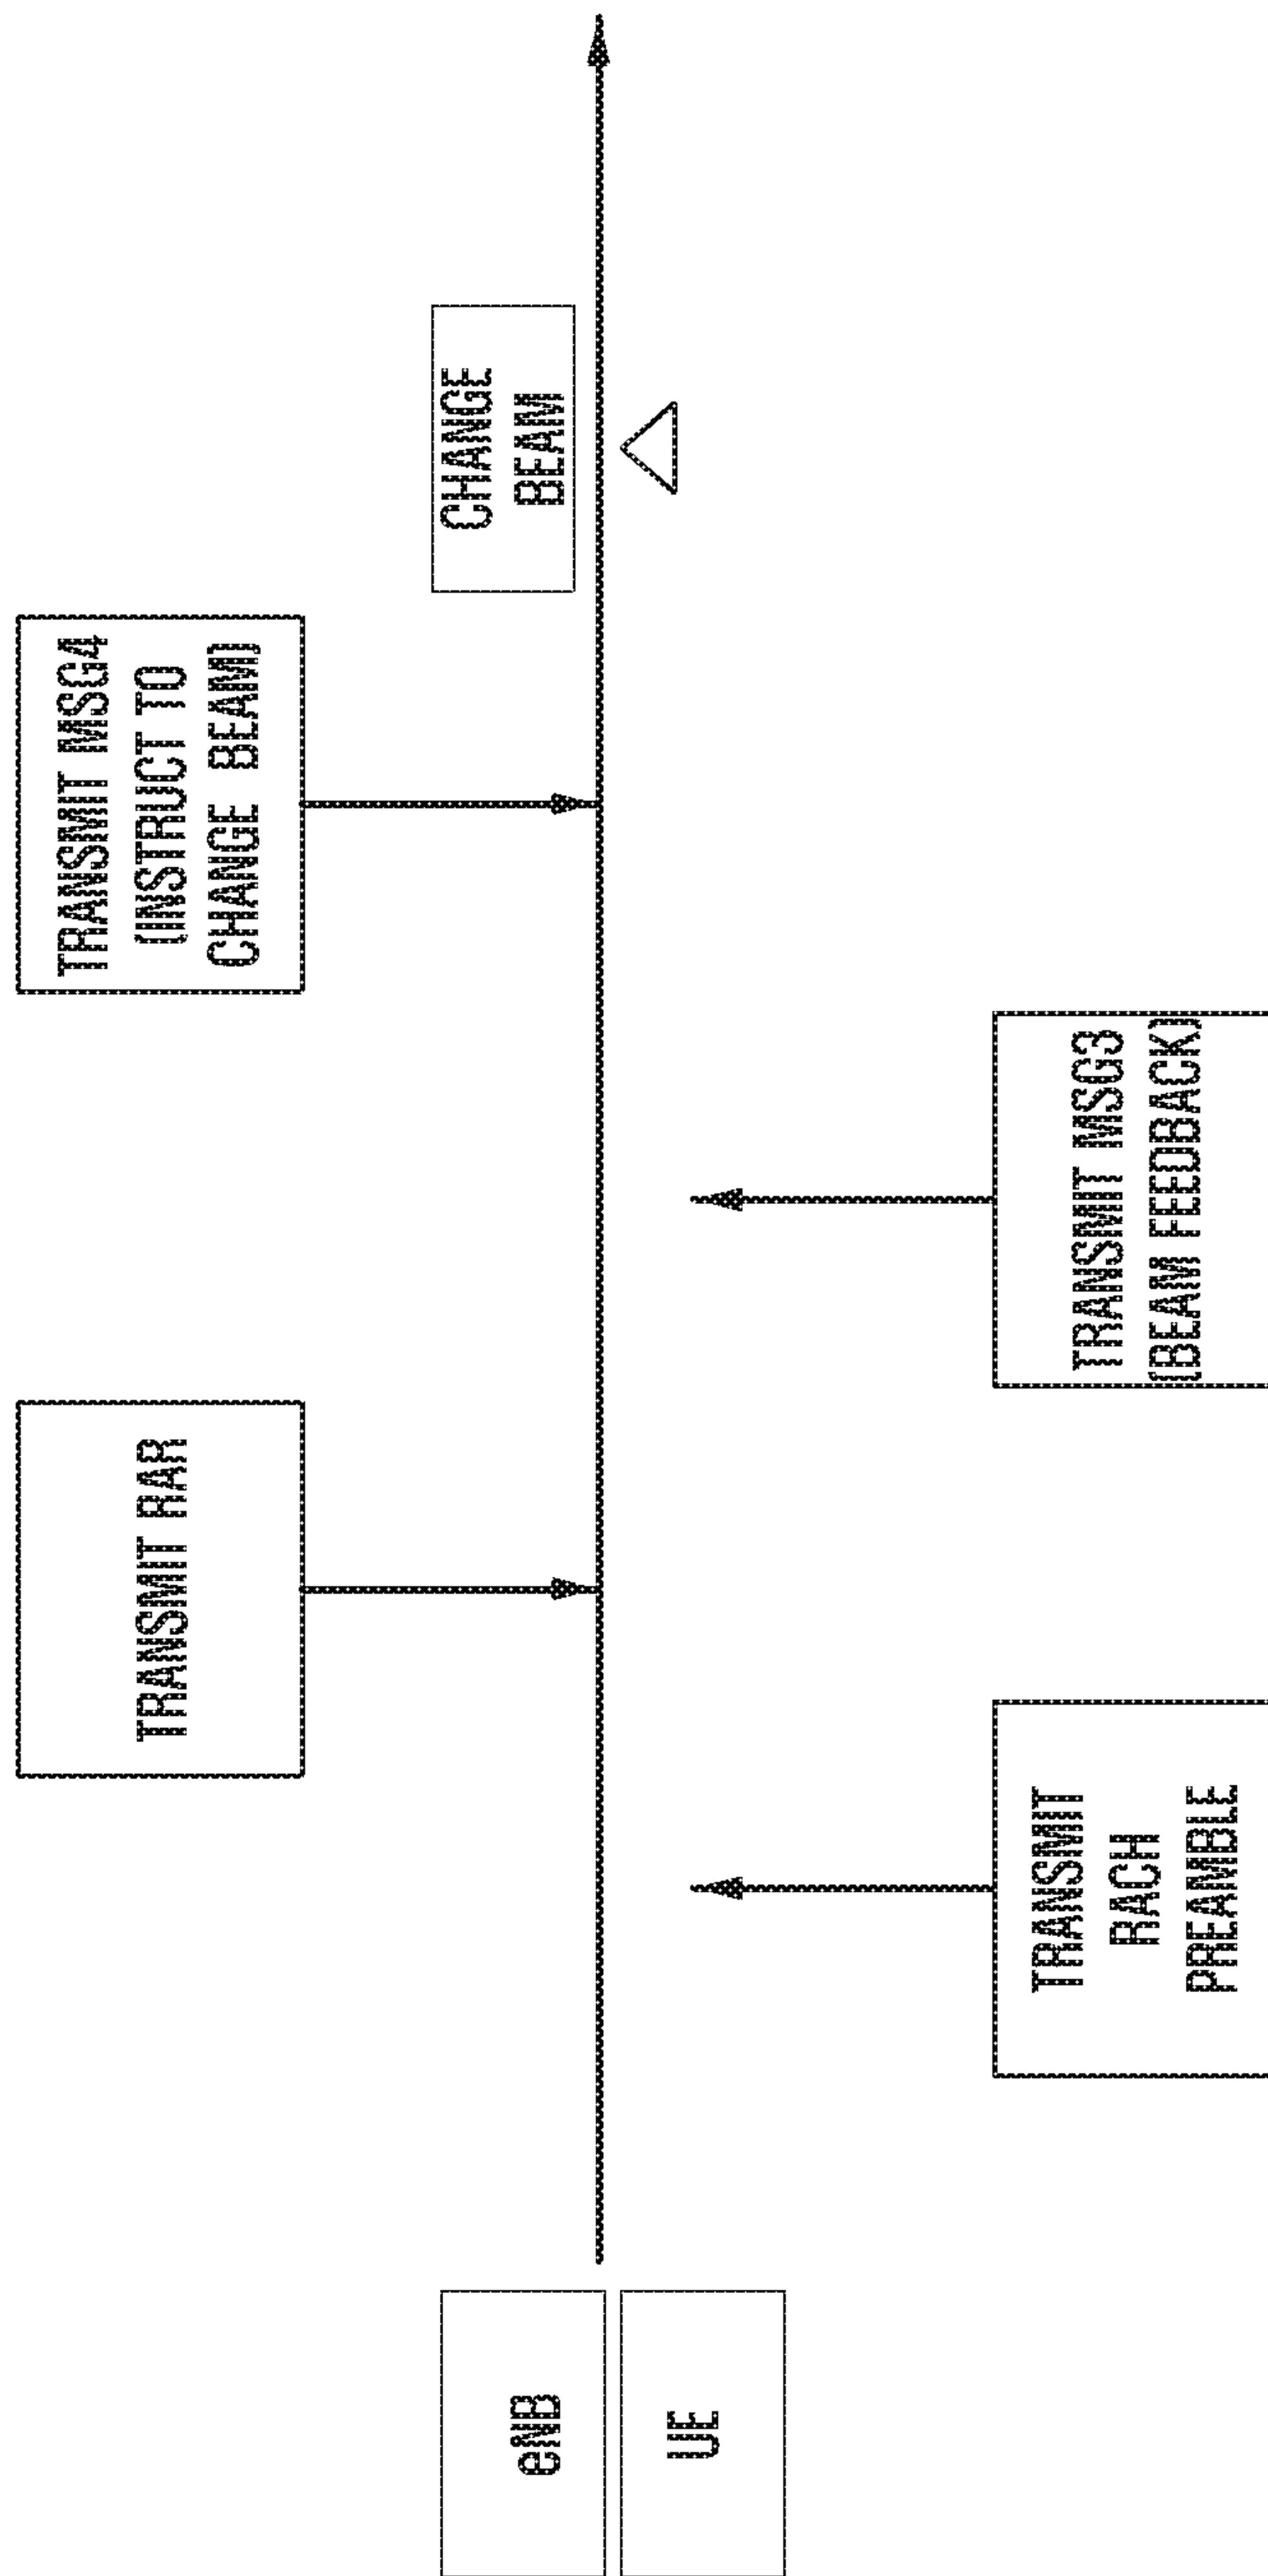 eNB
UE
TRANSMIT
RACH
PREAMBLE
TRANSMIT RAR
TRANSMIT MSG3
(BEAM FEEDBACK)
TRANSMIT MSG4
(INSTRUCT TO
CHANGE BEAM)
CHANGE
BEAM